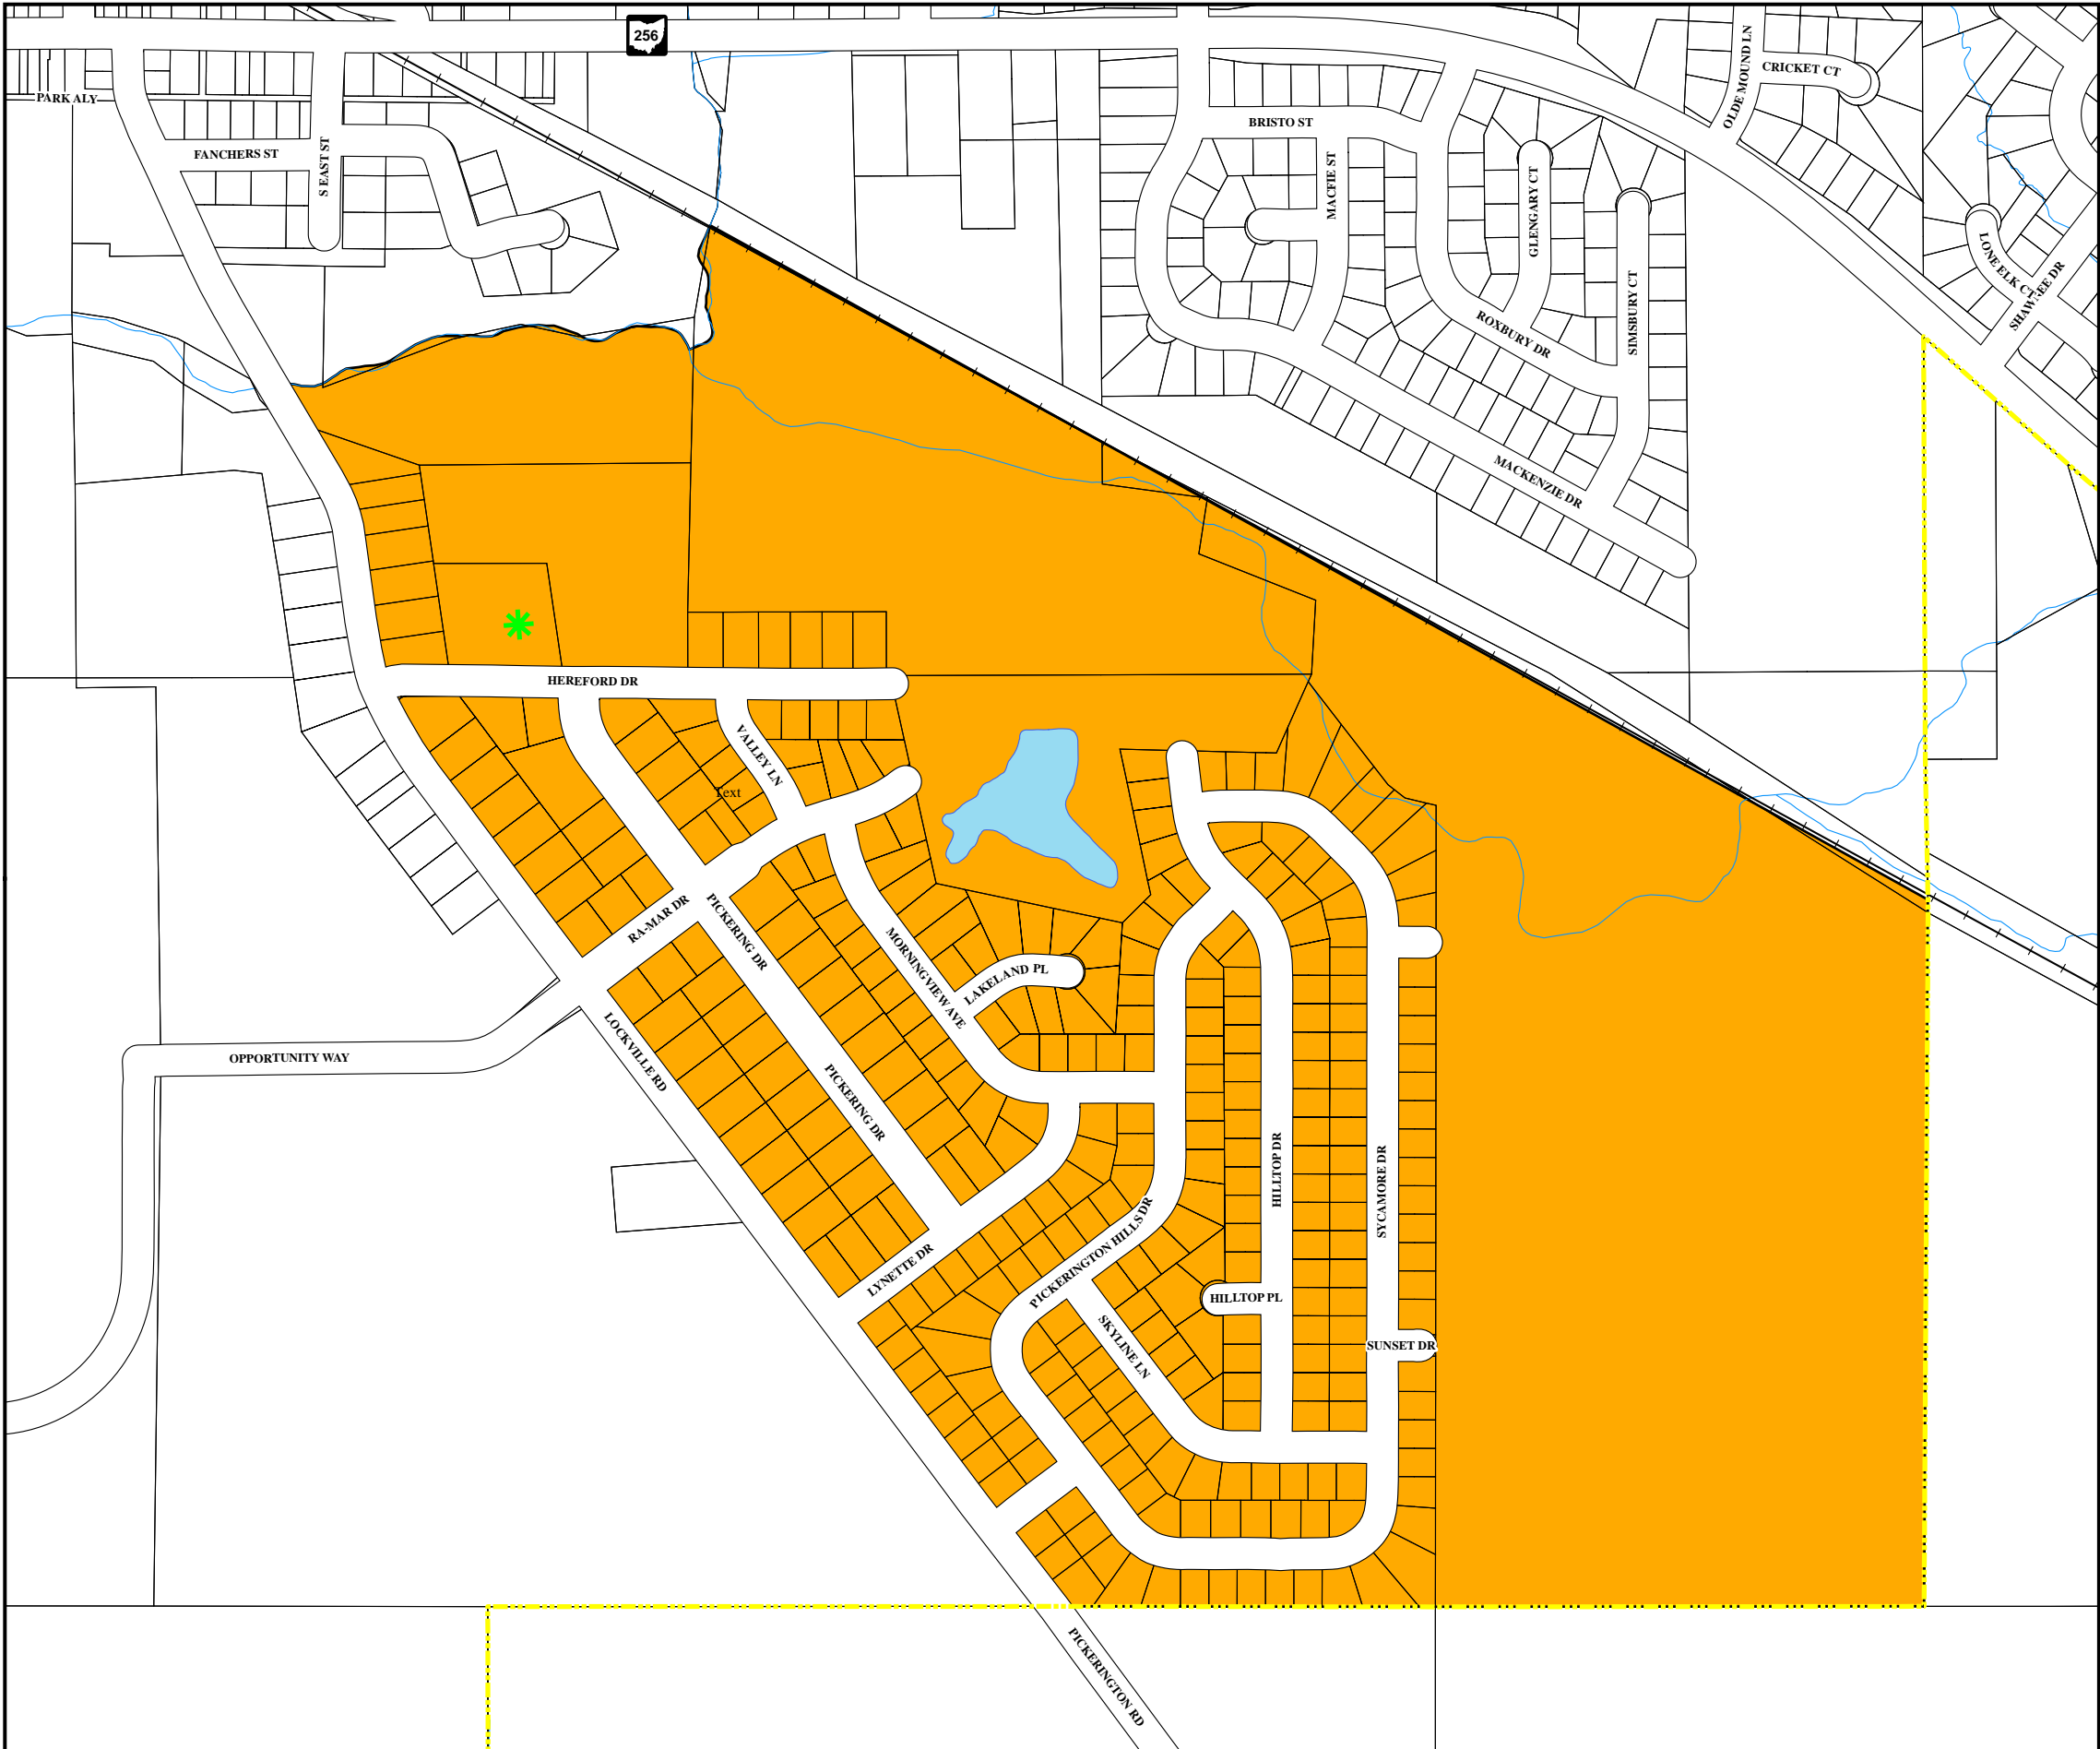 256
OLDE MOUND LN
CRICKET CT
PARK ALY
BRISTO ST
FANCHERS ST
S EAST ST
MACFIE ST
GLENGARY CT
LONE ELK CT
SHAWNEE DR
SIMSBURY CT
ROXBURY DR
MACKENZIE DR
HEREFORD DR
VALLEY LN
Text
RA-MAR DR
PICKERING DR
MORNINGVIEW AVE
LAKELAND PL
LOCKVILLE RD
OPPORTUNITY WAY
PICKERING DR
HILLTOP DR
SYCAMORE DR
PICKERINGTON HILLS DR
LYNETTE DR
HILLTOP PL
SKYLINE LN
SUNSET DR
PICKERINGTON RD